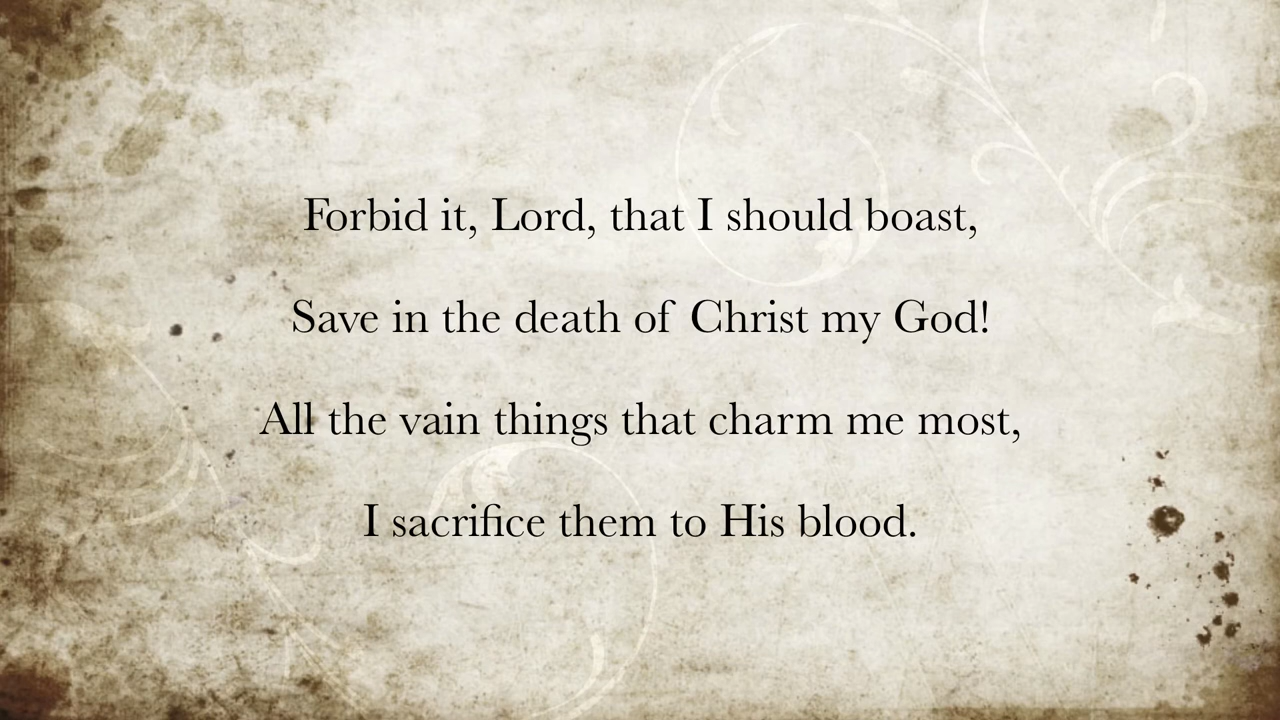 Forbid it, Lord, that I should boast,
Save in the death of Christ my God!
All the vain things that charm me most,
I sacrifice them to His blood.